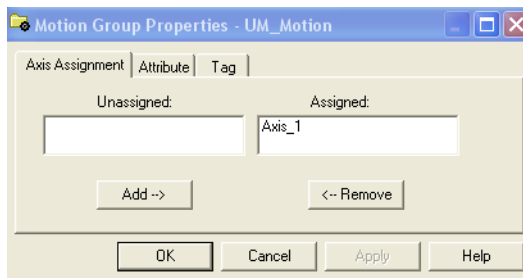 Motion Group Properties - UM_Motion
Axis Assignment Attribute Tag
Unassigned: Assigned:
Axis_1
Add --> <-- Remove
OK Cancel Apply Help